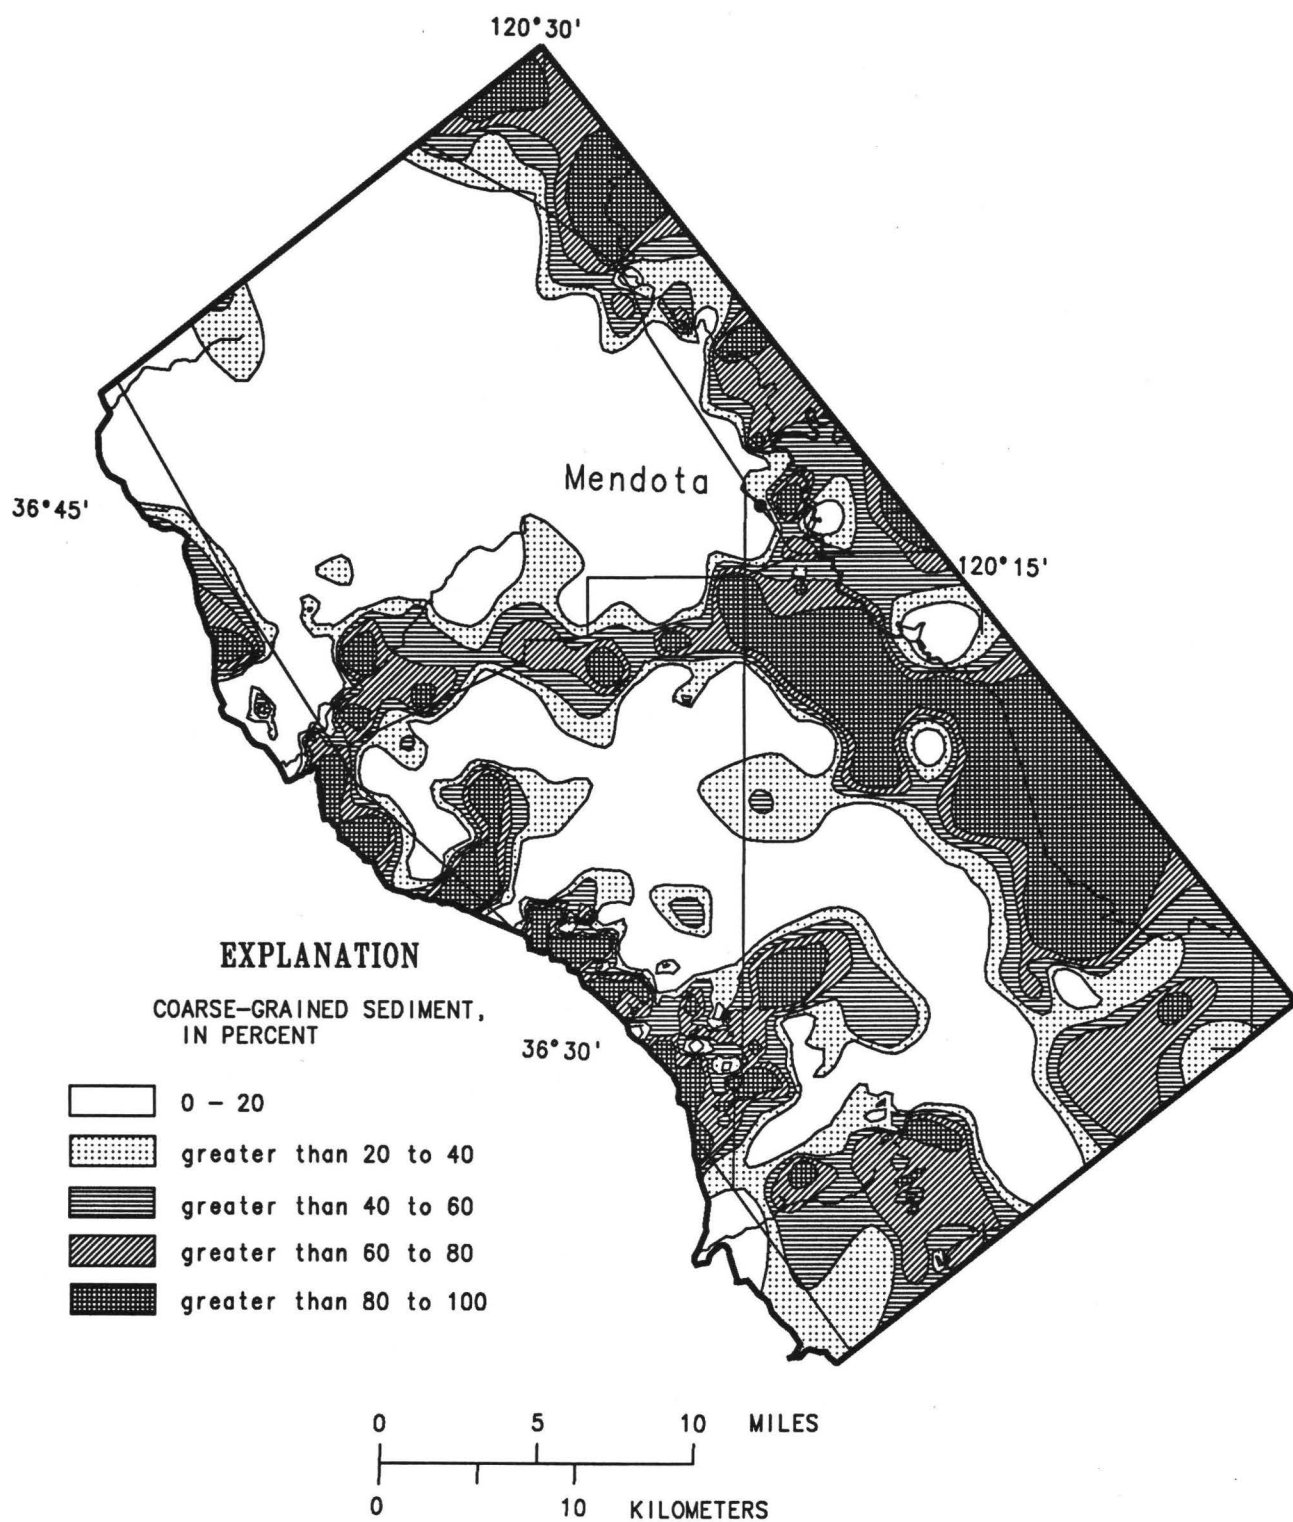 120°30'
Mendota
36°45'
120°15'
EXPLANATION
COARSE-GRAINED SEDIMENT,
IN PERCENT
36°30'
0 - 20
greater than 20 to 40
greater than 40 to 60
greater than 60 to 80
greater than 80 to 100
0 5 10 MILES
0 10 KILOMETERS